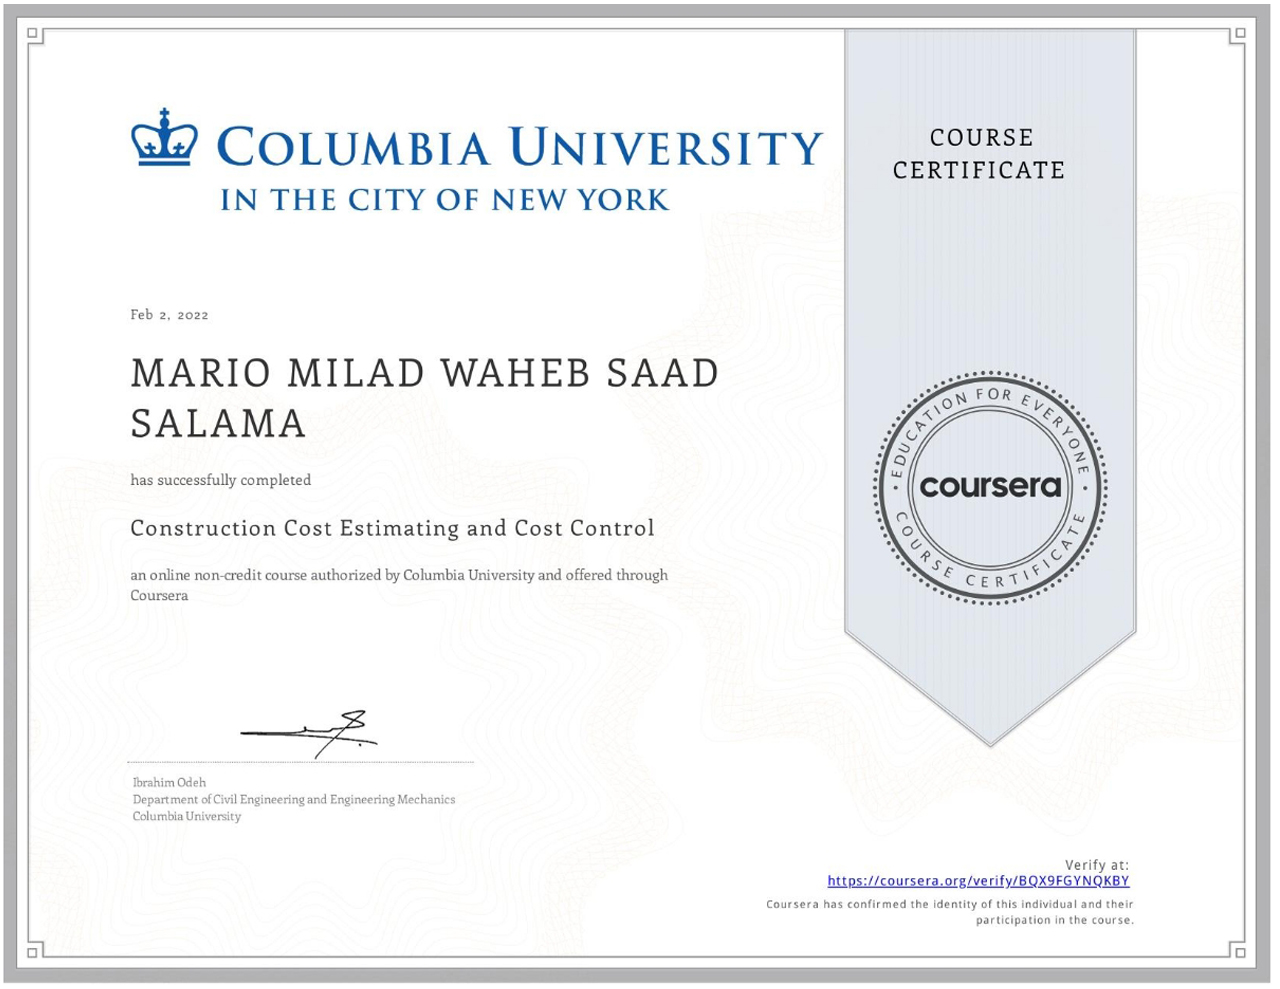 COLUMBIA UNIVERSITY
IN THE CITY OF NEW YORK
COURSE
CERTIFICATE
Feb 2, 2022
MARIO MILAD WAHEB SAAD
SALAMA
has successfully completed
Construction Cost Estimating and Cost Control
an online non-credit course authorized by Columbia University and offered through
Coursera
EDUCATION FOR EVERYONE
coursera
COURSE CERTIFICATE
Ibrahim Odeh
Department of Civil Engineering and Engineering Mechanics
Columbia University
Verify at:
https://coursera.org/verify/BQX9FGYNQKBY
Coursera has confirmed the identity of this individual and their
participation in the course.